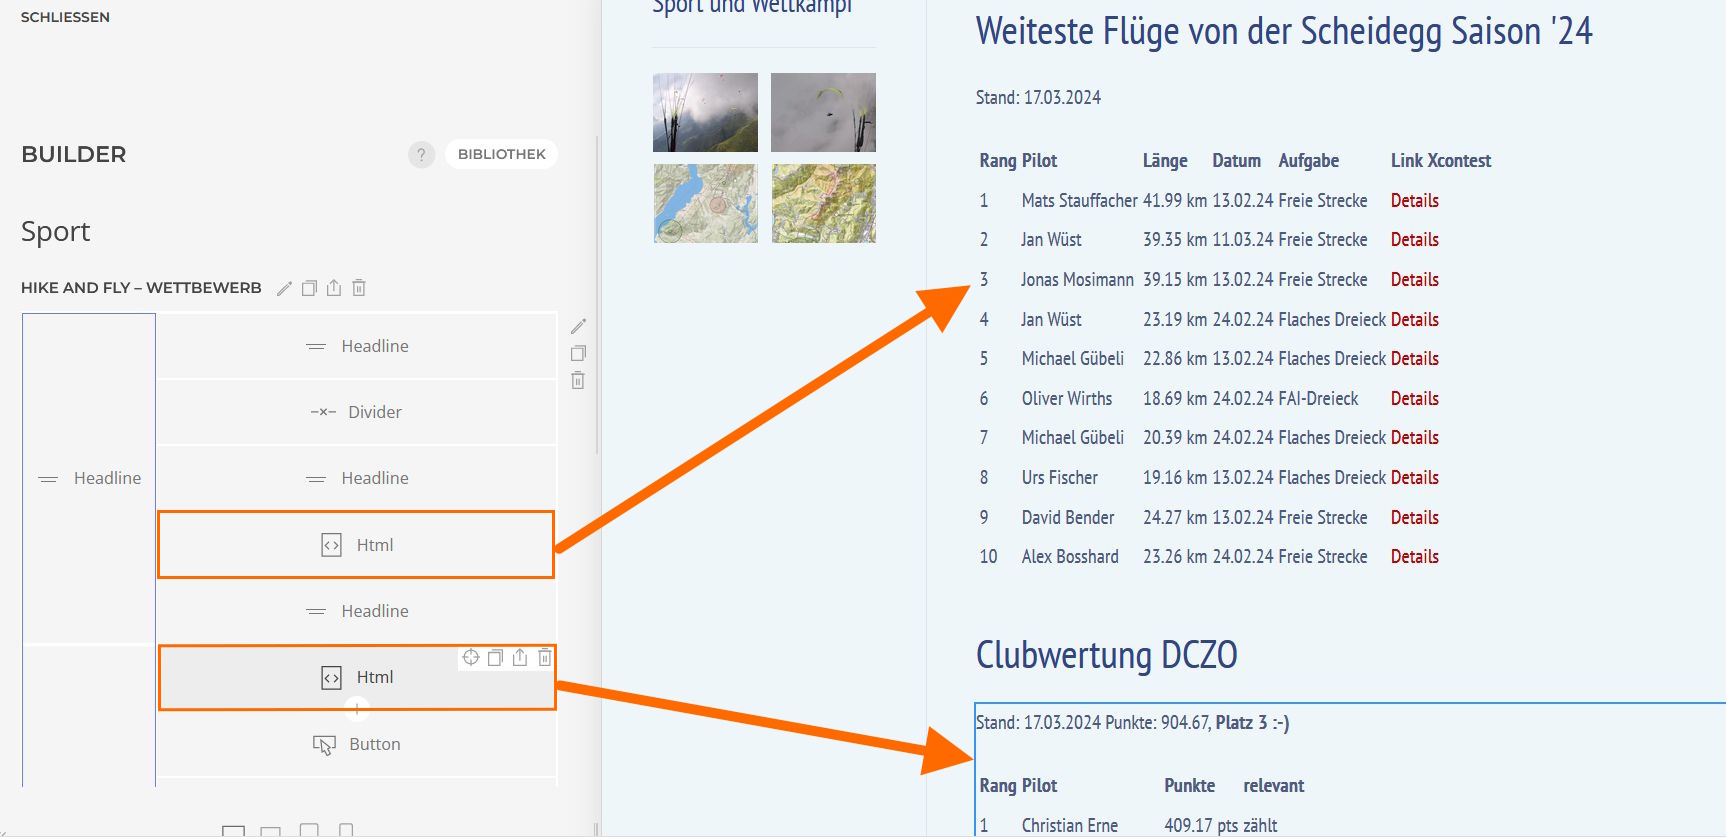 SCHLIESSEN
BUILDER
?
BIBLIOTHEK
Sport
HIKE AND FLY – WETTBEWERB
Headline
Headline
Divider
Headline
Html
Headline
Html
Button
Sport und Wettkampf
Weiteste Flüge von der Scheidegg Saison '24
Stand: 17.03.2024
Rang Pilot Länge Datum Aufgabe Link Xcontest
1 Mats Stauffacher 41.99 km 13.02.24 Freie Strecke Details
2 Jan Wüst 39.35 km 11.03.24 Freie Strecke Details
3 Jonas Mosimann 39.15 km 13.02.24 Freie Strecke Details
4 Jan Wüst 23.19 km 24.02.24 Flaches Dreieck Details
5 Michael Gübeli 22.86 km 13.02.24 Flaches Dreieck Details
6 Oliver Wirths 18.69 km 24.02.24 FAI-Dreieck Details
7 Michael Gübeli 20.39 km 24.02.24 Flaches Dreieck Details
8 Urs Fischer 19.16 km 13.02.24 Flaches Dreieck Details
9 David Bender 24.27 km 13.02.24 Freie Strecke Details
10 Alex Bosshard 23.26 km 24.02.24 Freie Strecke Details
Clubwertung DCZO
Stand: 17.03.2024 Punkte: 904.67, Platz 3 :-)
Rang Pilot Punkte relevant
1 Christian Erne 409.17 pts zählt